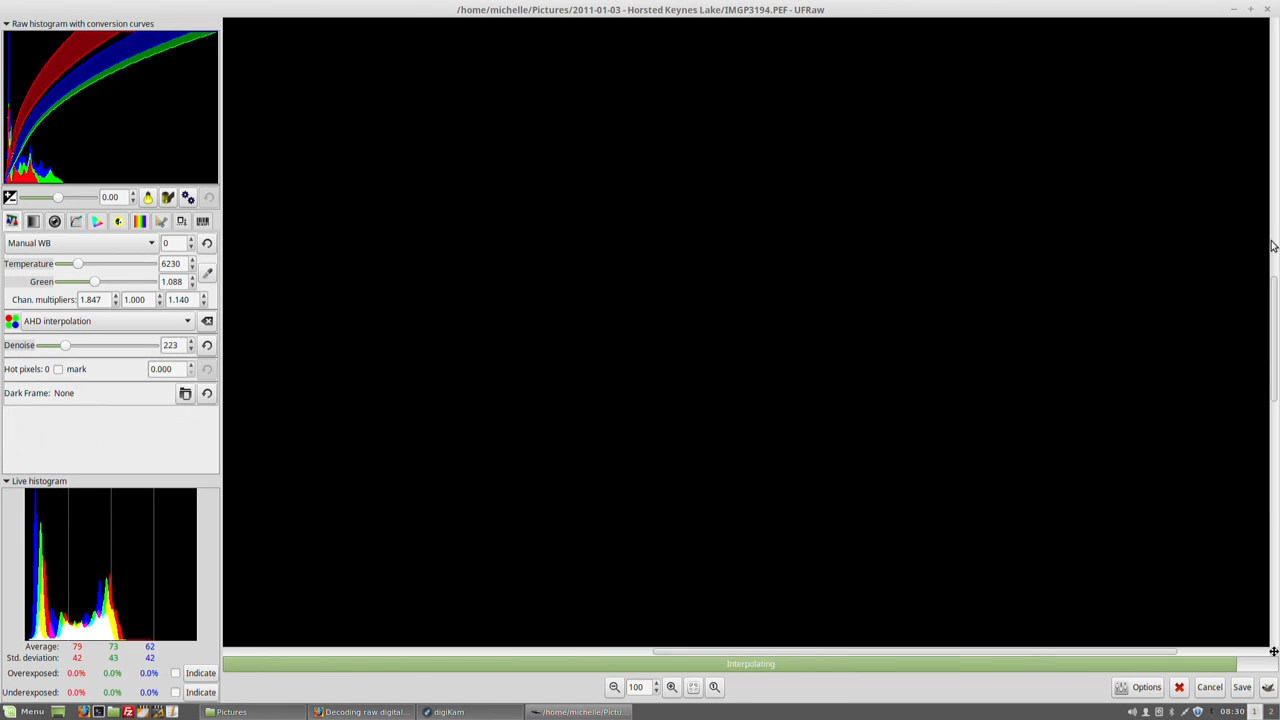 /home/michelle/Pictures/2011-01-03 - Horsted Keynes Lake/IMGP3194.PEF - UFRaw
Raw histogram with conversion curves
0.00
Manual WB 0
Temperature 6230
Green 1.088
Chan. multipliers: 1.847 1.000 1.140
AHD interpolation
Denoise 223
Hot pixels: 0 mark 0.000
Dark Frame: None
Live histogram
Average: 79 73 62
Std. deviation: 42 43 42
Overexposed: 0.0% 0.0% 0.0% Indicate
Underexposed: 0.0% 0.0% 0.0% Indicate
Interpolating
100 Options Cancel Save
Menu Pictures Decoding raw digital... digiKam /home/michelle/Pictu... 08:30 1 2